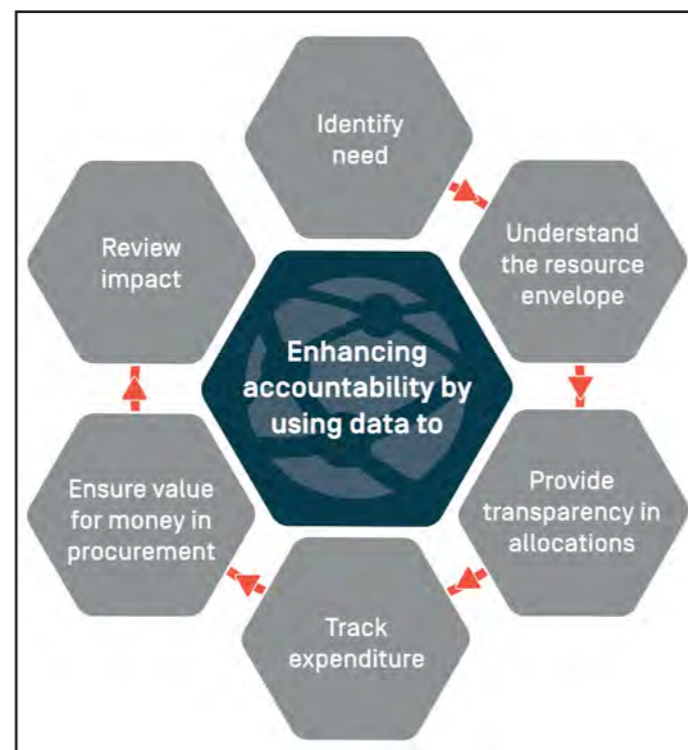 Identify
need
Understand
the resource
envelope
Provide
transparency in
allocations
Track
expenditure
Ensure value
for money in
procurement
Review
impact
Enhancing
accountability by
using data to